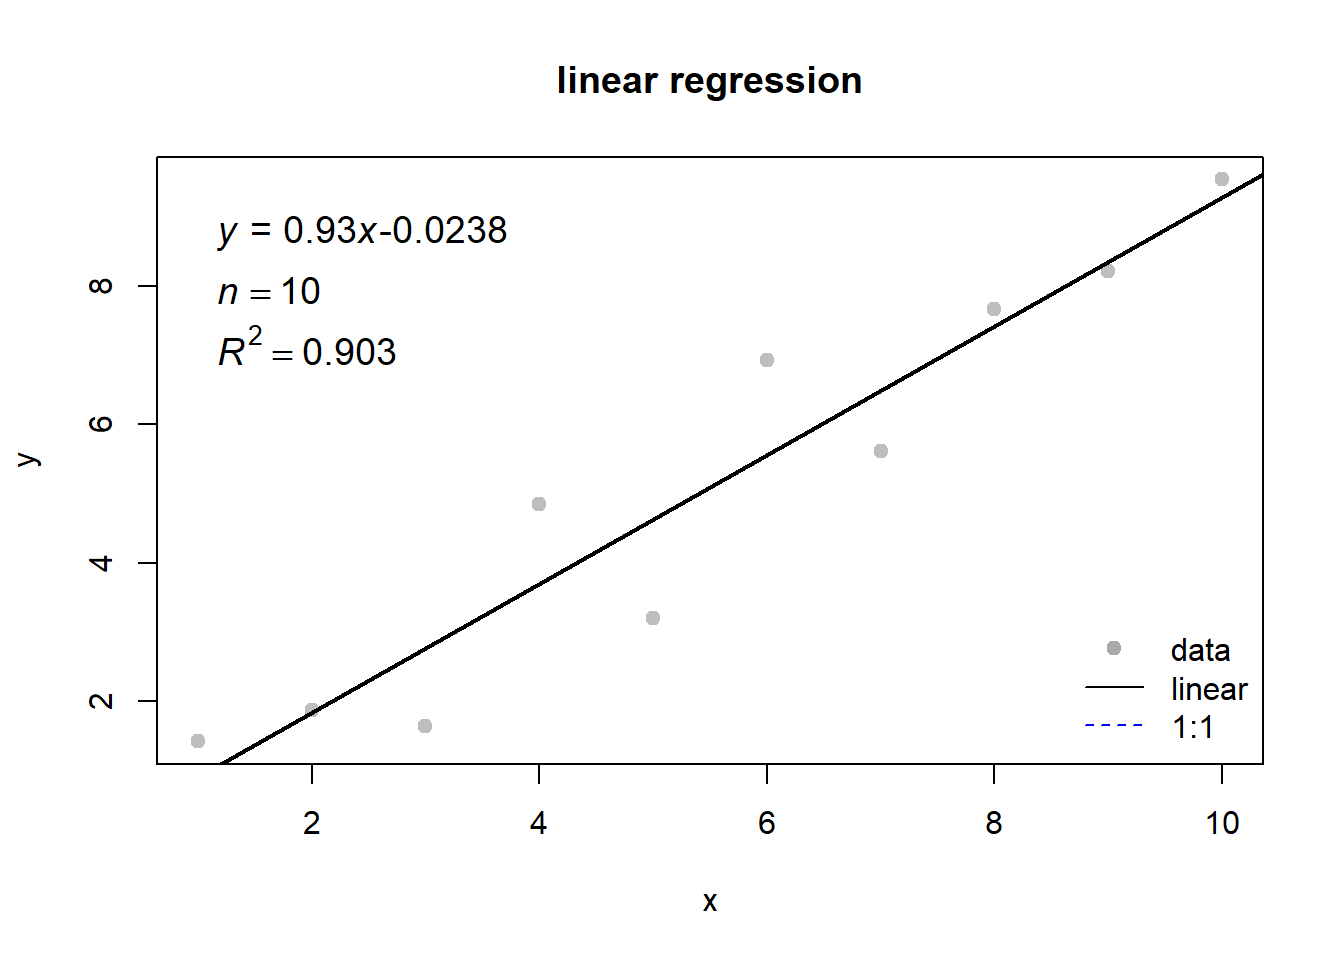 linear regression
y = 0.93x-0.0238
n = 10
R² = 0.903
y
8
6
4
2
data
linear
1:1
2 4 6 8 10
x